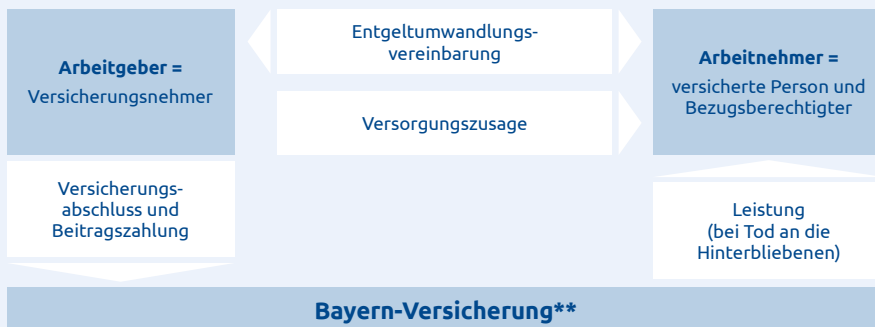 Arbeitgeber =
Versicherungsnehmer
Entgeltumwandlungs-
vereinbarung
Versorgungszusage
Arbeitnehmer =
versicherte Person und
Bezugsberechtigter
Versicherungs-
abschluss und
Beitragszahlung
Leistung
(bei Tod an die
Hinterbliebenen)
Bayern-Versicherung**